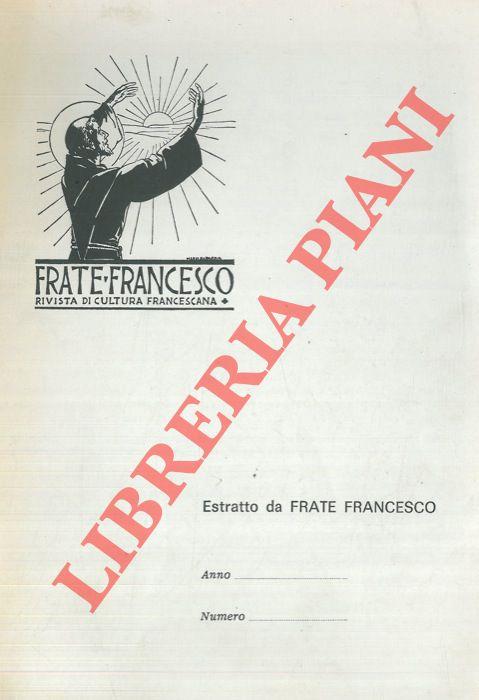 FRATE FRANCESCO
RIVISTA DI CULTURA FRANCESCANA
LIBRERIA PIANI
Estratto da FRATE FRANCESCO
Anno
Numero